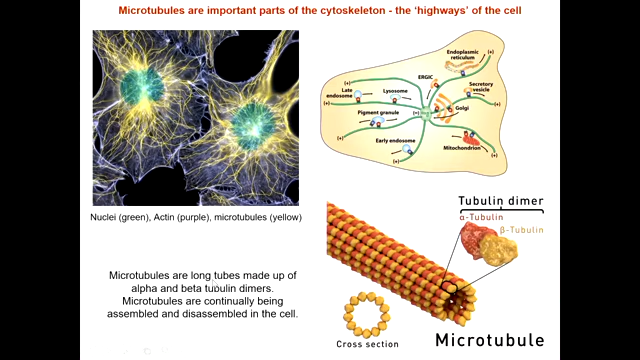 Microtubules are important parts of the cytoskeleton - the ‘highways’ of the cell
Nuclei (green), Actin (purple), microtubules (yellow)
Microtubules are long tubes made up of
alpha and beta tubulin dimers.
Microtubules are continually being
assembled and disassembled in the cell.
Endoplasmic
reticulum
(+)
ERGIC
(+)
Late
endosome
Lysosome
Secretory
vesicle
(+)
(+)
Golgi
Pigment granule
(+)
Early endosome
Mitochondrion
(+)
(+)
Tubulin dimer
α-Tubulin
β-Tubulin
Cross section
Microtubule